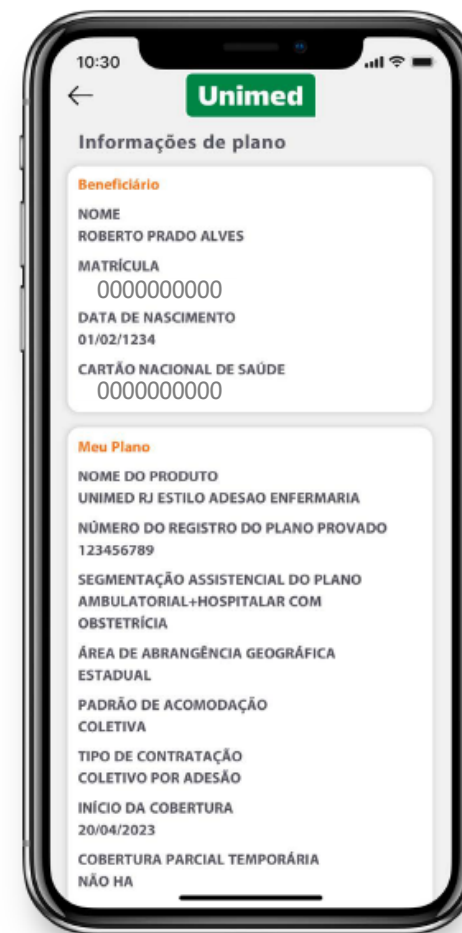 10:30
Unimed
Informações de plano
Beneficiário
NOME
ROBERTO PRADO ALVES
MATRÍCULA
0000000000
DATA DE NASCIMENTO
01/02/1234
CARTÃO NACIONAL DE SAÚDE
0000000000
Meu Plano
NOME DO PRODUTO
UNIMED RJ ESTILO ADESAO ENFERMARIA
NÚMERO DO REGISTRO DO PLANO PROVADO
123456789
SEGMENTAÇÃO ASSISTENCIAL DO PLANO
AMBULATORIAL+HOSPITALAR COM
OBSTETRÍCIA
ÁREA DE ABRANGÊNCIA GEOGRÁFICA
ESTADUAL
PADRÃO DE ACOMODAÇÃO
COLETIVA
TIPO DE CONTRATAÇÃO
COLETIVO POR ADESÃO
INÍCIO DA COBERTURA
20/04/2023
COBERTURA PARCIAL TEMPORÁRIA
NÃO HA